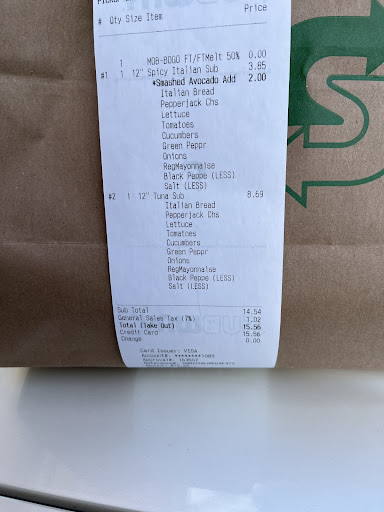 # Qty Size Item Price
1 MOB-BOGO FT/FTMelt 50% 0.00
#1 1 12" Spicy Italian Sub 3.85
*Smashed Avocado Add 2.00
Italian Bread
Pepperjack Chs
Lettuce
Tomatoes
Cucumbers
Green Peppr
Onions
RegMayonnaise
Black Peppe (LESS)
Salt (LESS)
#2 1 12" Tuna Sub 8.69
Italian Bread
Pepperjack Chs
Lettuce
Tomatoes
Cucumbers
Green Peppr
Onions
RegMayonnaise
Black Peppe (LESS)
Salt (LESS)
Sub Total 14.54
General Sales Tax (7%) 1.02
Total (Take Out) 15.56
Credit Card 15.56
Change 0.00
Card Issuer: VISA
S